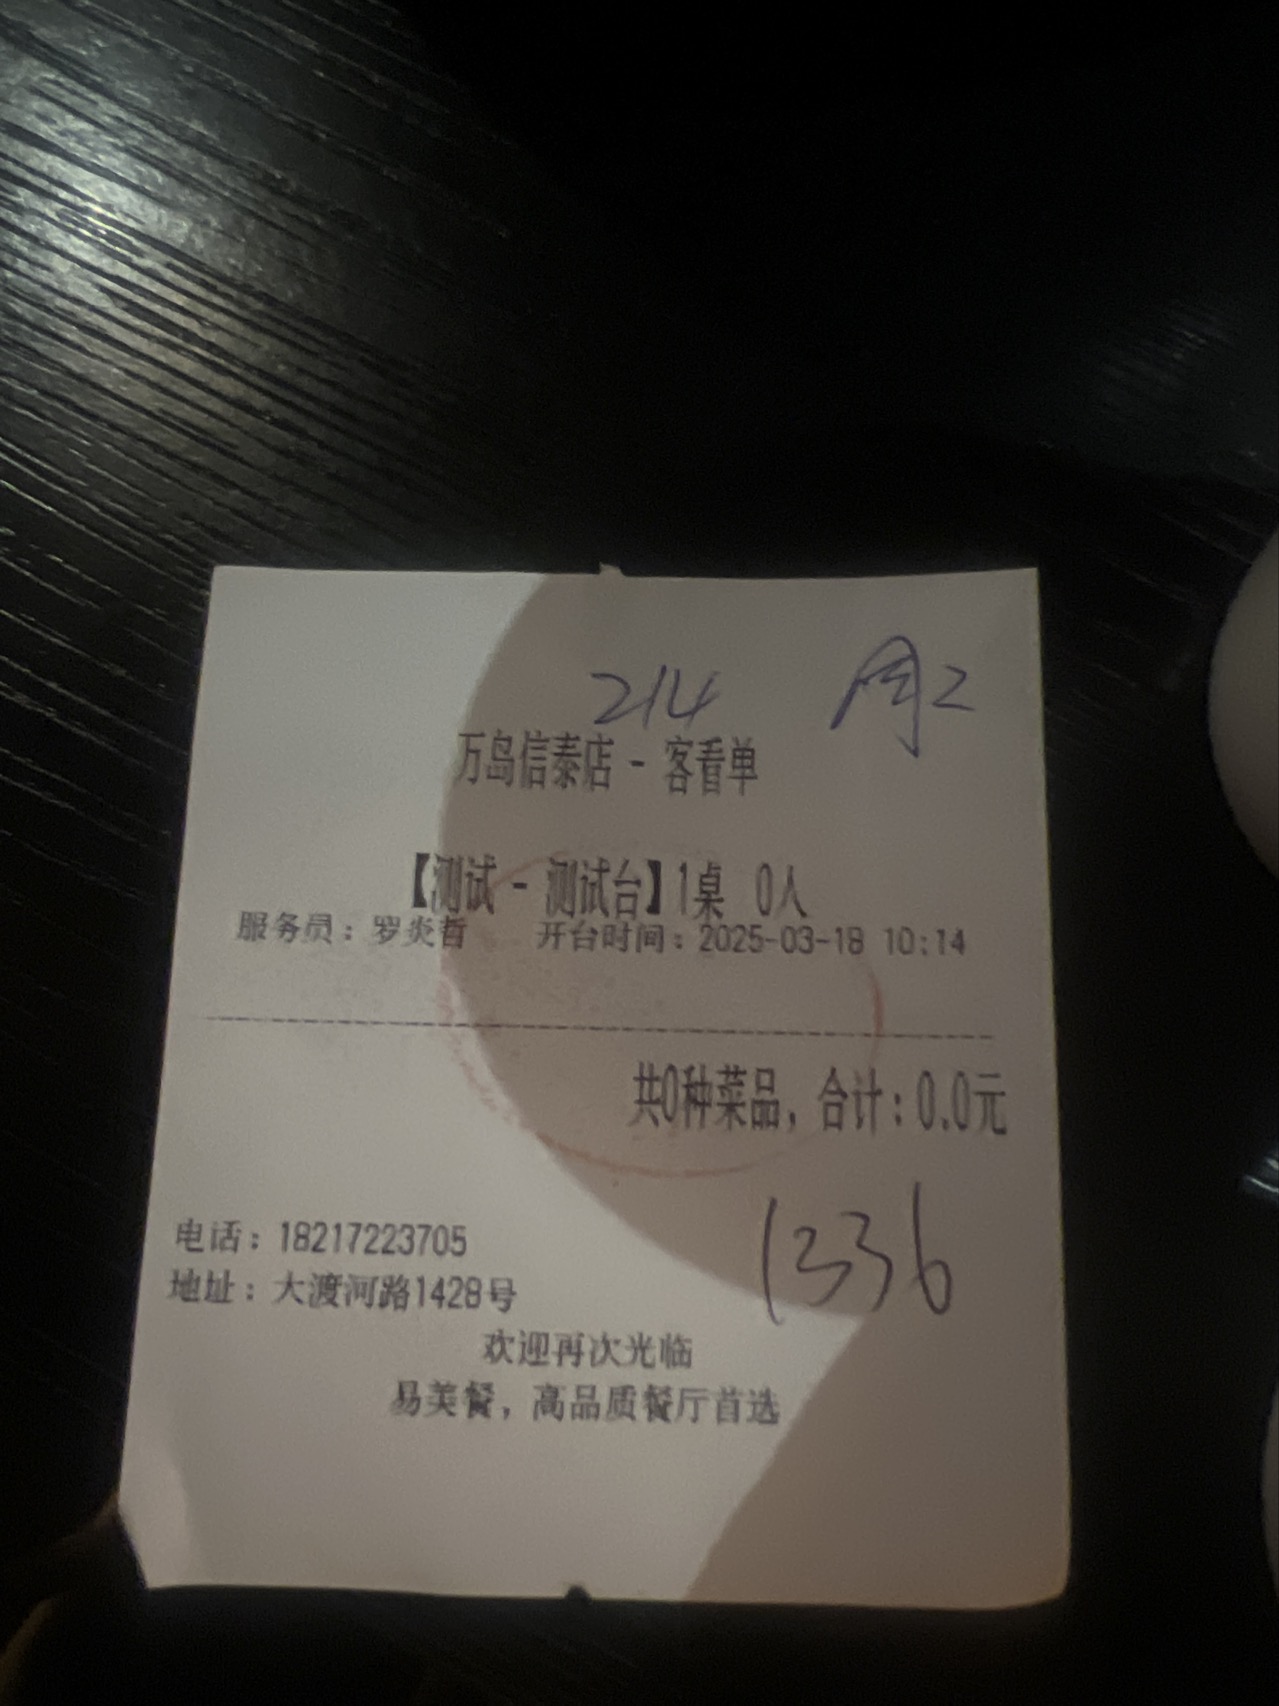 214 周2
万岛信泰店 - 客看单
【测试 - 测试台】1桌 0人
服务员：罗炎哲 开台时间：2025-03-18 10:14
共0种菜品，合计：0.0元
1336
电话：18217223705
地址：大渡河路1428号
欢迎再次光临
易美餐，高品质餐厅首选